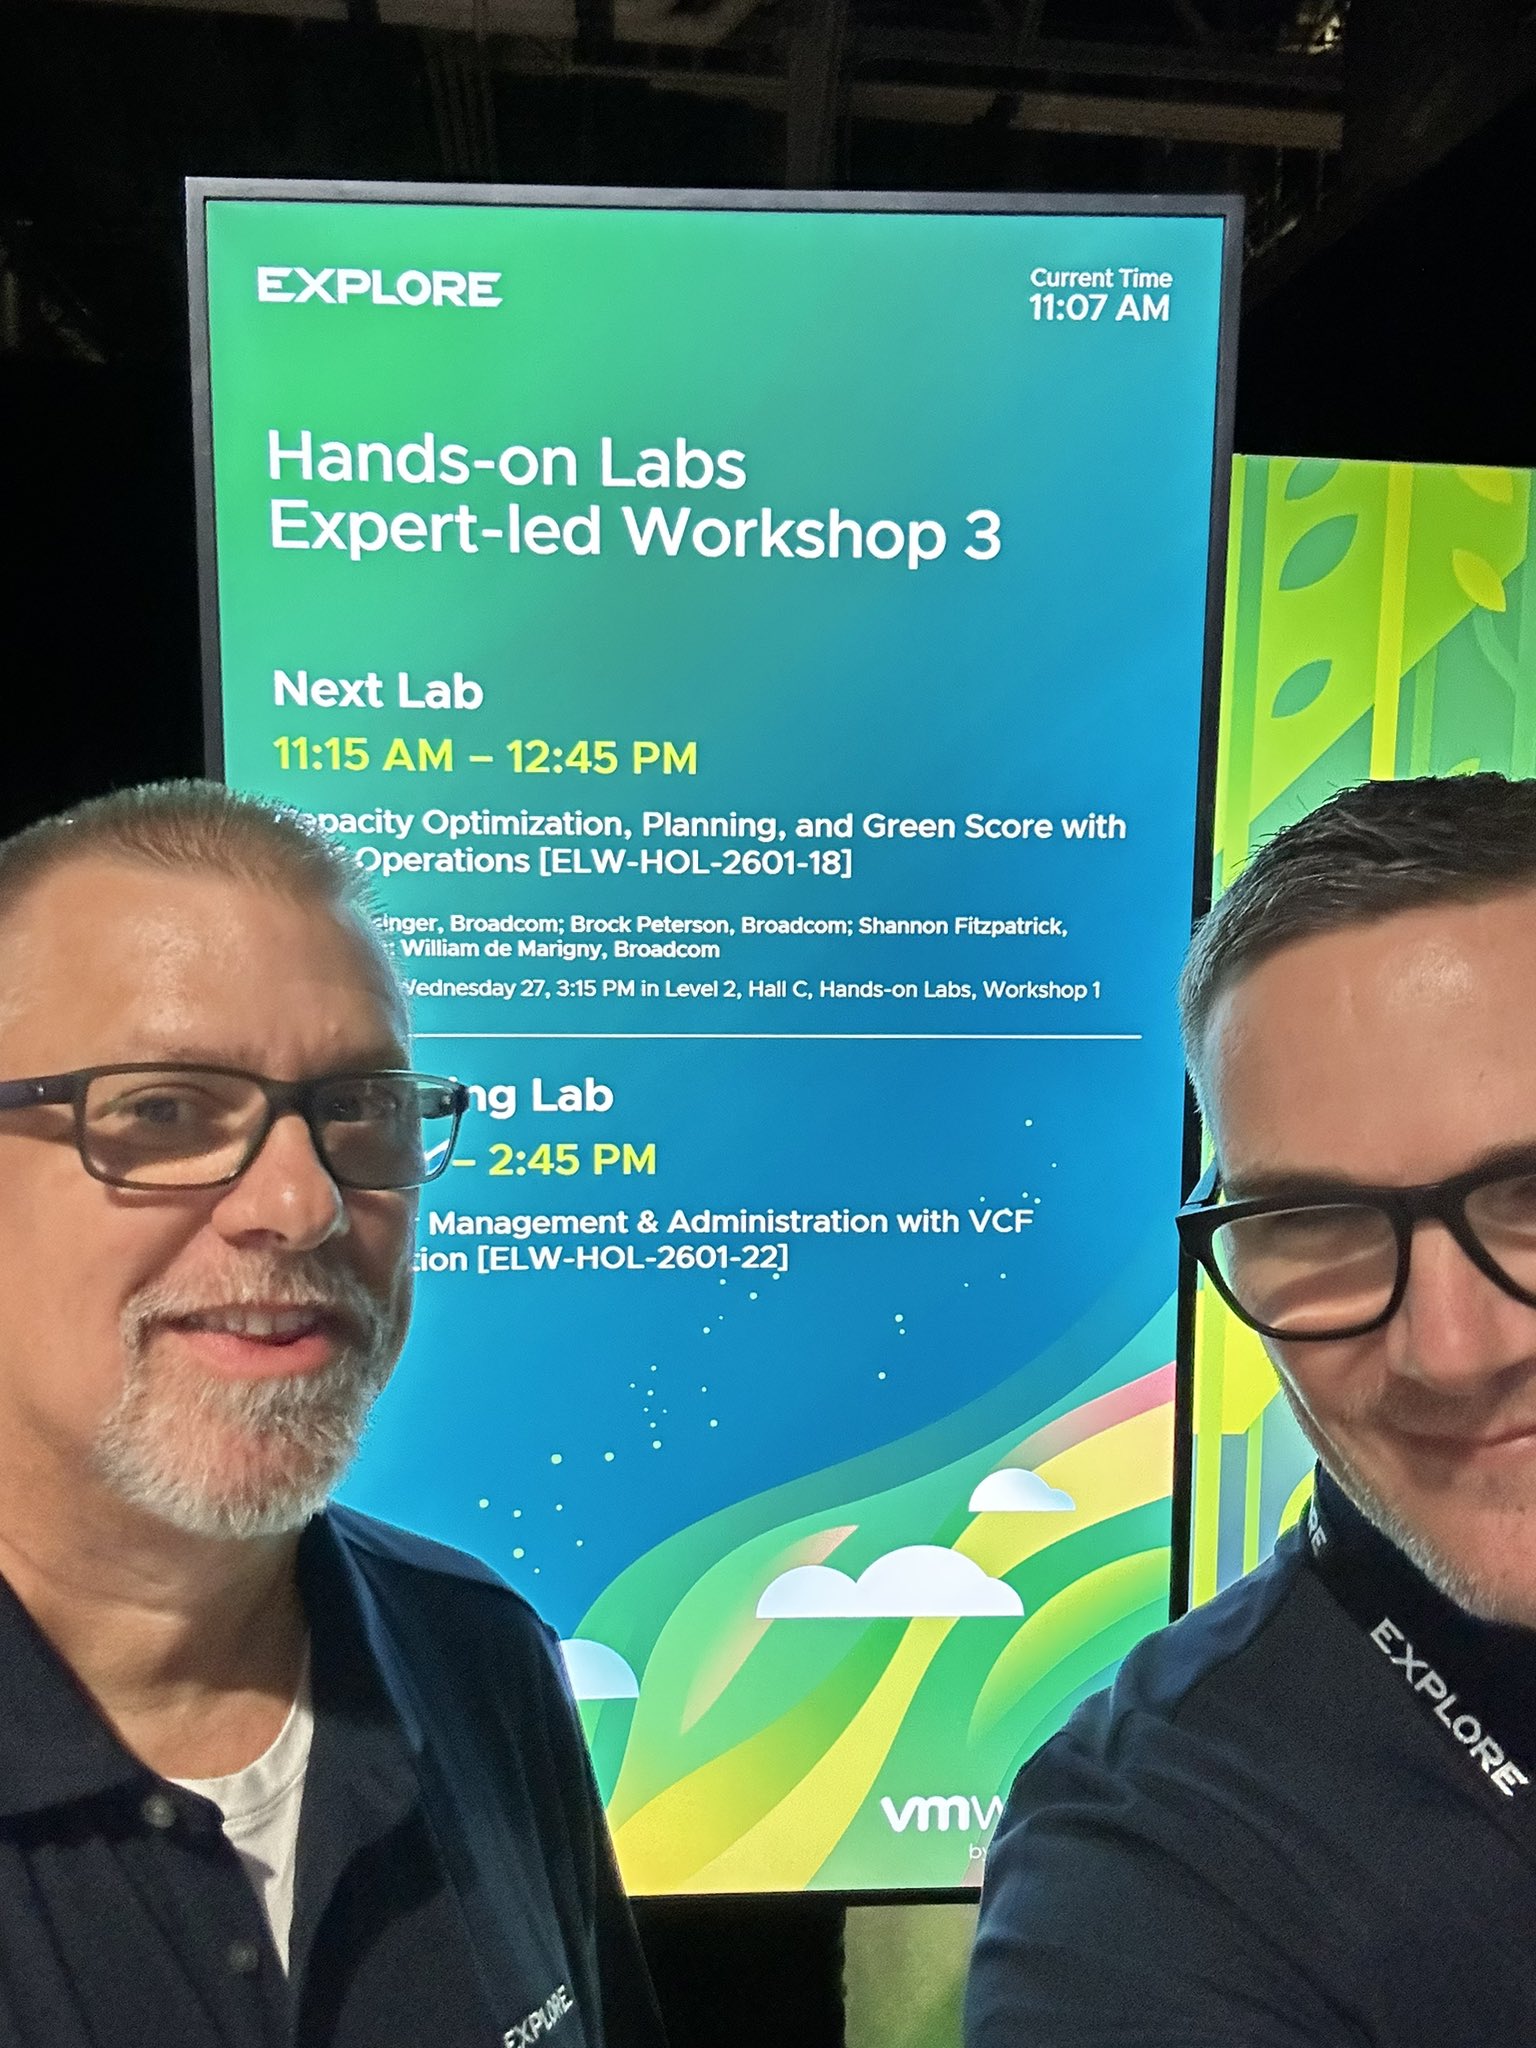 EXPLORE
Current Time
11:07 AM
Hands-on Labs
Expert-led Workshop 3
Next Lab
11:15 AM – 12:45 PM
Capacity Optimization, Planning, and Green Score with
Operations [ELW-HOL-2601-18]
Broadcom; Brock Peterson, Broadcom; Shannon Fitzpatrick,
William de Marigny, Broadcom
Wednesday 27, 3:15 PM in Level 2, Hall C, Hands-on Labs, Workshop 1
Lab
– 2:45 PM
Management & Administration with VCF
[ELW-HOL-2601-22]
EXPLORE
EXPLORE